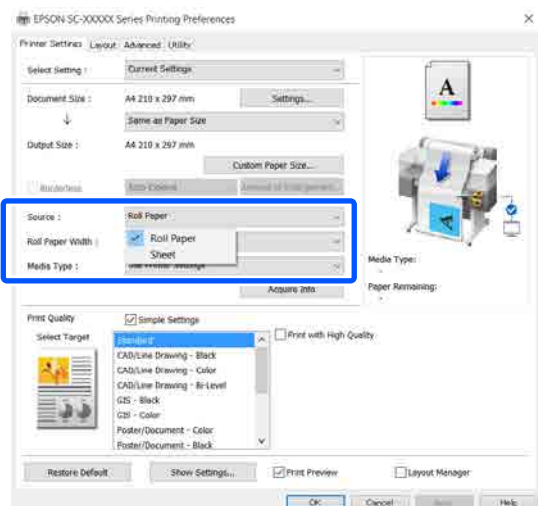 EPSON SC-XXXXX Series Printing Preferences
Printer Settings Layout Advanced Utility
Select Setting : Current Settings
Document Size : A4 210 x 297 mm Settings...
Same as Paper Size
Output Size : A4 210 x 297 mm
Custom Paper Size...
Borderless Auto Expand Amount of Enlargement...
Source : Roll Paper
Roll Paper Width : Roll Paper
Sheet
Media Type : Use Printer Settings
Acquire Info
A
Media Type:
-
Paper Remaining:
-
Print Quality Simple Settings
Select Target Standard Print with High Quality
CAD/Line Drawing - Black
CAD/Line Drawing - Color
CAD/Line Drawing - Bi-Level
GIS - Black
GIS - Color
Poster/Document - Color
Poster/Document - Black
Restore Default Show Settings... Print Preview Layout Manager
OK Cancel Help